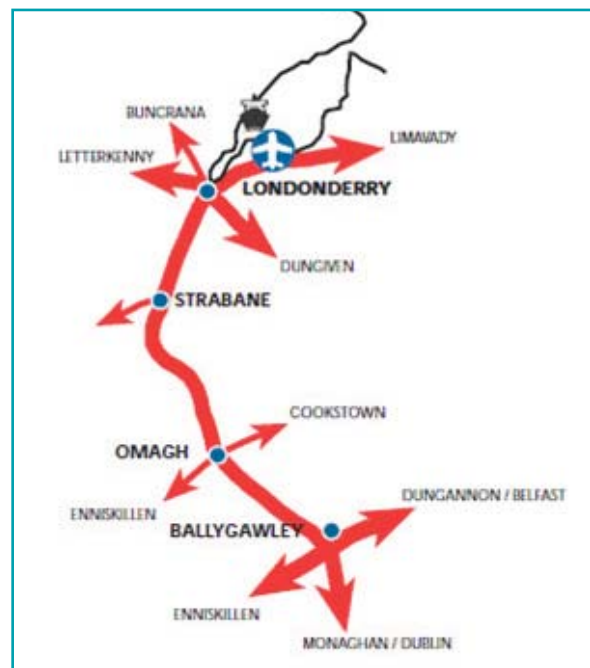 BUNCRANA
LIMAVADY
LETTERKENNY
LONDONDERRY
DUNGIVEN
STRABANE
COOKSTOWN
OMAGH
ENNISKILLEN
DUNGANNON / BELFAST
BALLYGAWLEY
ENNISKILLEN
MONAGHAN / DUBLIN